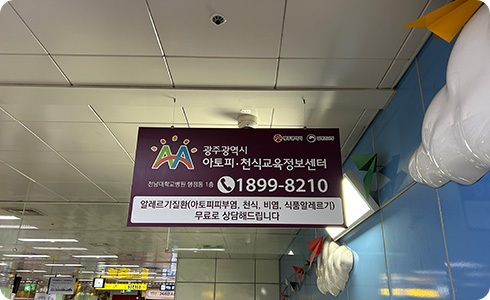 광주광역시
아토피·천식교육정보센터
전남대학교병원 행정동 1층 1899-8210
알레르기질환(아토피피부염, 천식, 비염, 식품알레르기)
무료로 상담해드립니다